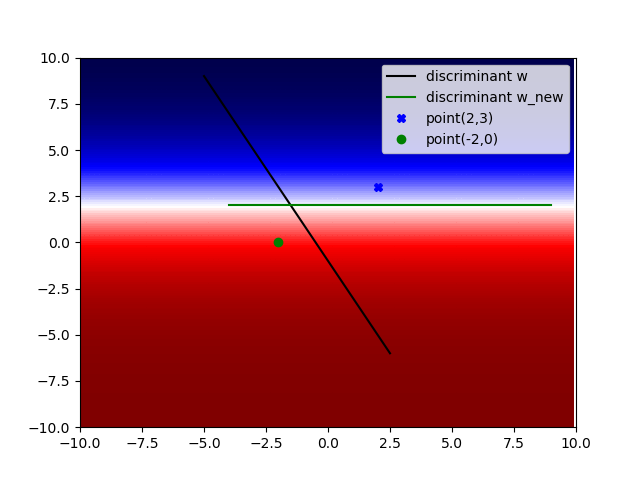 10.0
7.5
5.0
2.5
0.0
−2.5
−5.0
−7.5
−10.0
−10.0 −7.5 −5.0 −2.5 0.0 2.5 5.0 7.5 10.0
discriminant w
discriminant w_new
point(2,3)
point(-2,0)